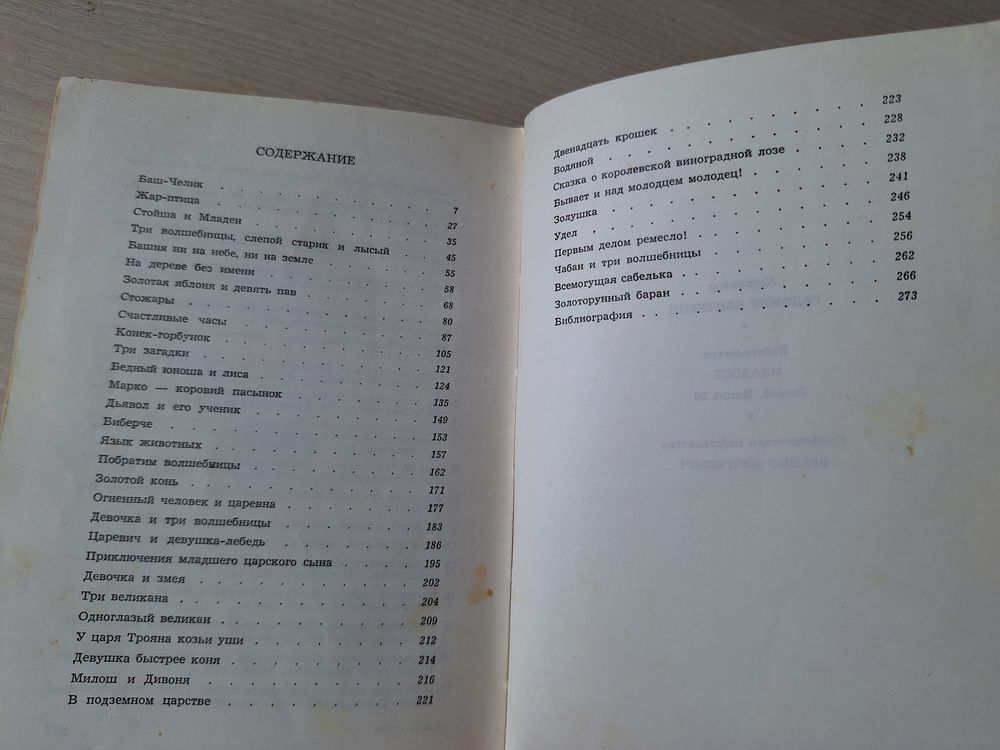 СОДЕРЖАНИЕ
Баш-Челик . . . . . . . . . . . . 7
Жар-птица . . . . . . . . . . . . 27
Стойша и Младен . . . . . . . . . . 35
Три волшебницы, слепой старик и лысый . . . 45
Башня ни на небе, ни на земле . . . . . . 55
На дереве без имени . . . . . . . . . 58
Золотая яблоня и девять пав . . . . . . 68
Стожары . . . . . . . . . . . . 80
Счастливые часы . . . . . . . . . . 87
Конек-горбунок . . . . . . . . . . 105
Три загадки . . . . . . . . . . . 121
Бедный юноша и лиса . . . . . . . . 124
Марко — коровий пасынок . . . . . . . 135
Дьявол и его ученик . . . . . . . . 149
Биберче . . . . . . . . . . . . 153
Язык животных . . . . . . . . . . 157
Побратим волшебницы . . . . . . . . 162
Золотой конь . . . . . . . . . . . 171
Огненный человек и царевна . . . . . . 177
Девочка и три волшебницы . . . . . . . 183
Царевич и девушка-лебедь . . . . . . . 186
Приключения младшего царского сына . . . . 195
Девочка и змея . . . . . . . . . . 202
Три великана . . . . . . . . . . . 204
Одноглазый великан . . . . . . . . . 209
У царя Трояна козьи уши . . . . . . . 212
Девушка быстрее коня . . . . . . . . 214
Милош и Дивоня . . . . . . . . . . 216
В подземном царстве . . . . . . . . 221
Двенадцать крошек . . . . . . . . . 223
Водяной . . . . . . . . . . . . 228
Сказка о королевской виноградной лозе . . . 232
Бывает и над молодцем молодец! . . . . . 238
Золушка . . . . . . . . . . . . 241
Удел . . . . . . . . . . . . . 246
Первым делом ремесло! . . . . . . . . 254
Чабан и три волшебницы . . . . . . . . 256
Всемогущая сабелька . . . . . . . . . 262
Золоторунный баран . . . . . . . . . 266
Библиография . . . . . . . . . . . 273